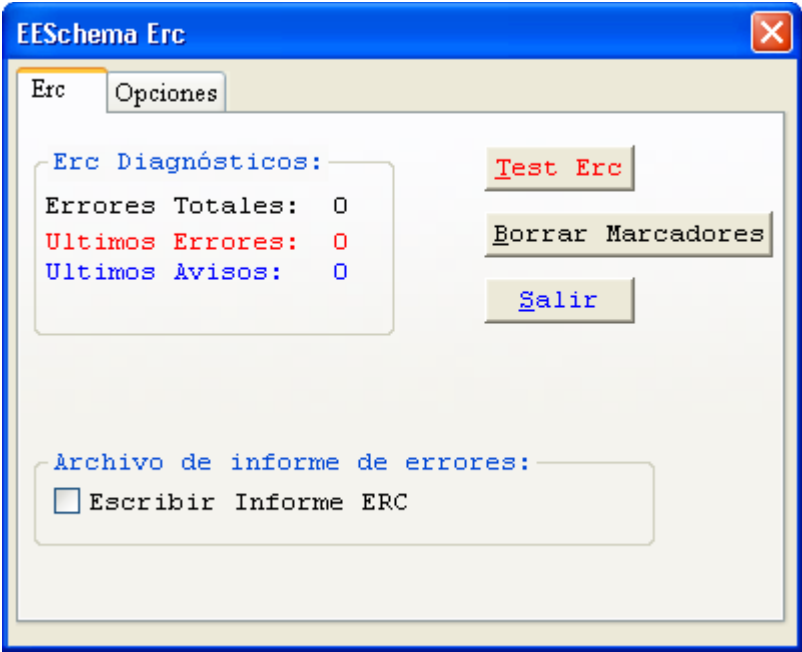 EESchema Erc
Erc
Opciones
Erc Diagnósticos:
Errores Totales: 0
Ultimos Errores: 0
Ultimos Avisos: 0
Test Erc
Borrar Marcadores
Salir
Archivo de informe de errores:
Escribir Informe ERC